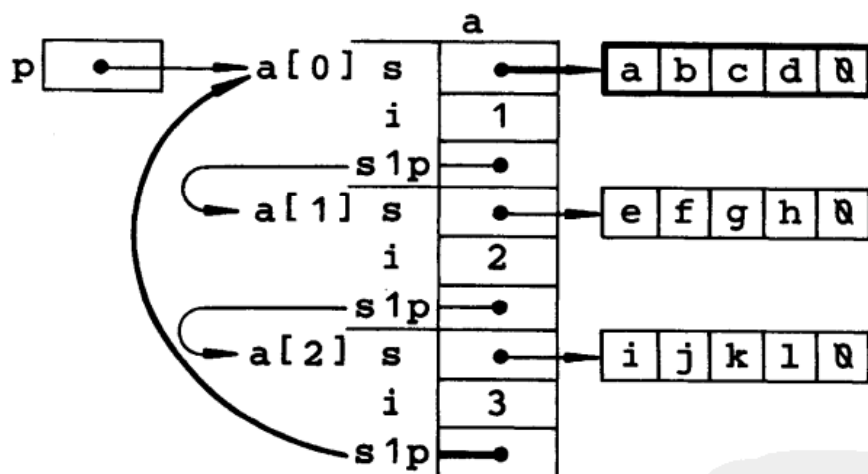 a
p a[0] s a b c d \0
i 1
s1p
a[1] s e f g h \0
i 2
s1p
a[2] s i j k l \0
i 3
s1p